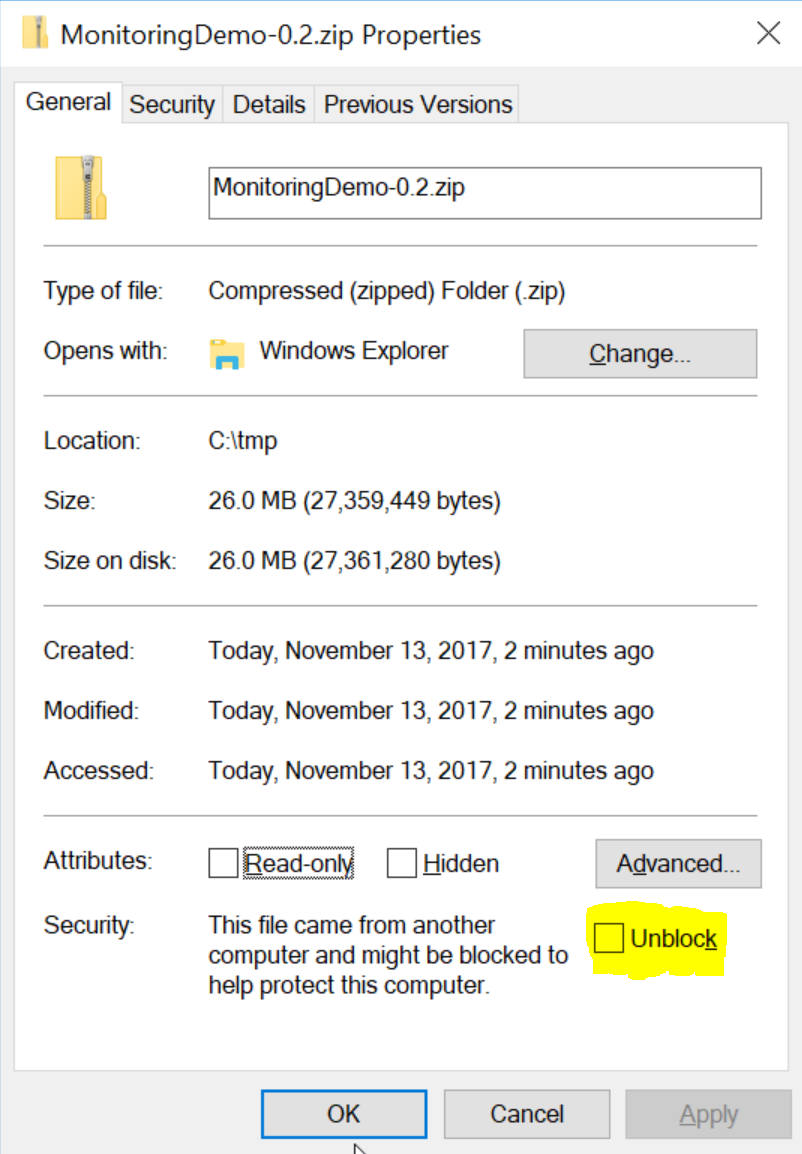 MonitoringDemo-0.2.zip Properties
General Security Details Previous Versions
MonitoringDemo-0.2.zip
Type of file: Compressed (zipped) Folder (.zip)
Opens with: Windows Explorer Change...
Location: C:\tmp
Size: 26.0 MB (27,359,449 bytes)
Size on disk: 26.0 MB (27,361,280 bytes)
Created: Today, November 13, 2017, 2 minutes ago
Modified: Today, November 13, 2017, 2 minutes ago
Accessed: Today, November 13, 2017, 2 minutes ago
Attributes: Read-only Hidden Advanced...
Security: This file came from another
computer and might be blocked to
help protect this computer.
Unblock
OK Cancel Apply